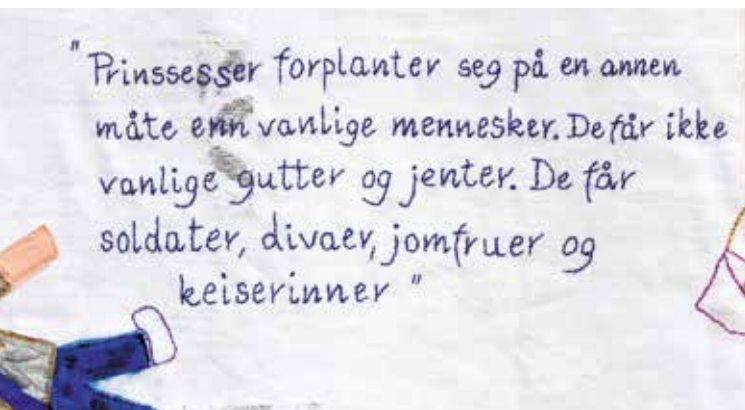 "Prinssesser forplanter seg på en annen
måte enn vanlige mennesker. De får ikke
vanlige gutter og jenter. De får
soldater, divaer, jomfruer og
keiserinner"